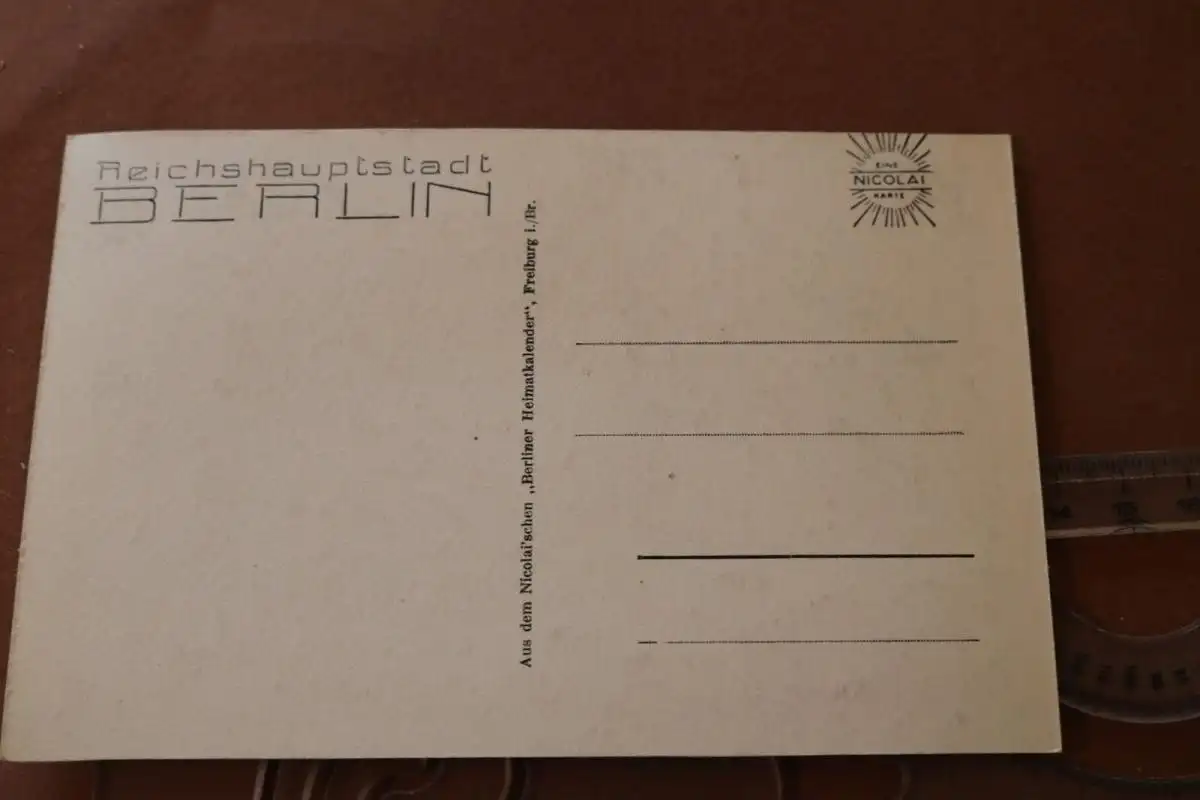 Reichshauptstadt
BERLIN
EINE
NICOLAI
KARTE
Aus dem Nicolai'schen „Berliner Heimatkalender“, Freiburg i./Br.